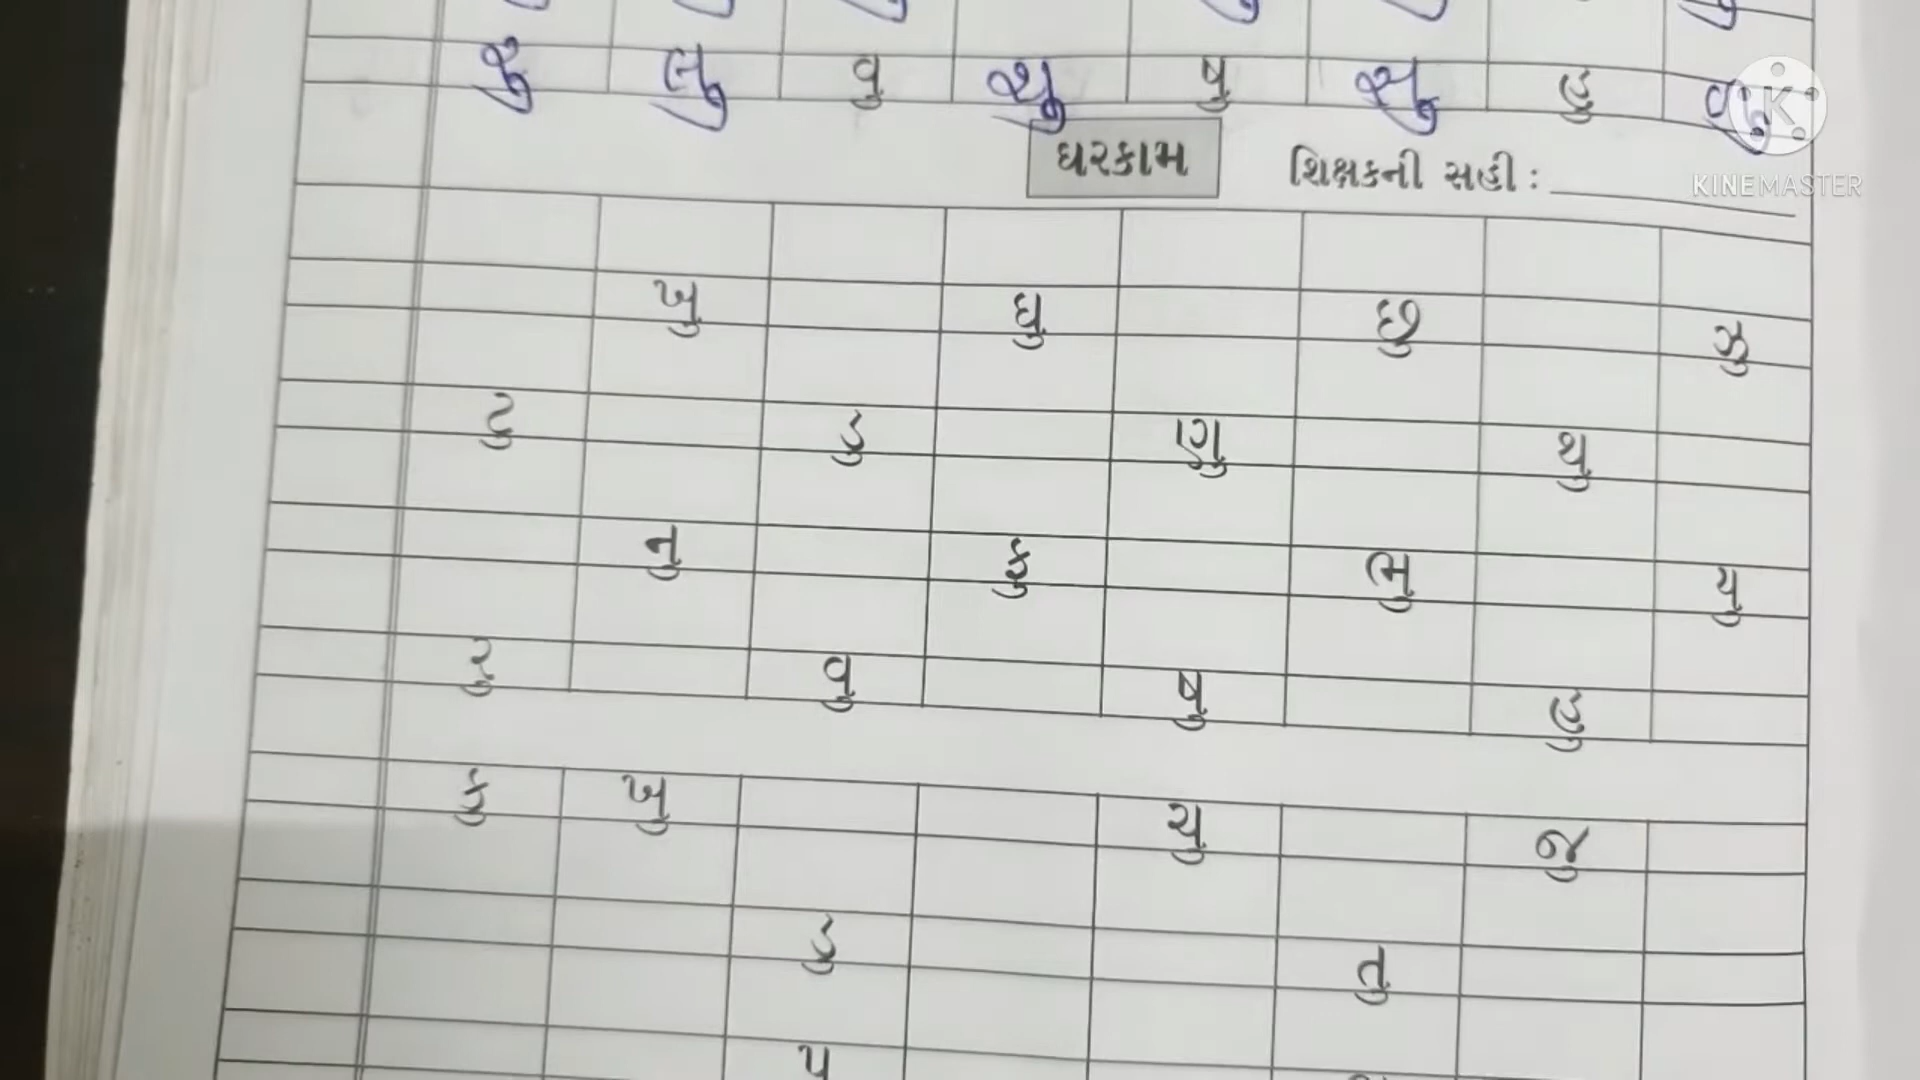 રુ લુ વુ શુ ષુ સુ હુ ળુ
ઘરકામ શિક્ષકની સહી :
KINEMASTER
ખુ ઘુ છુ ઝુ
ટુ ડુ ણુ થુ
નુ ફુ ભુ યુ
રુ વુ ષુ હુ
કુ ખુ ચુ જુ
ડુ તુ